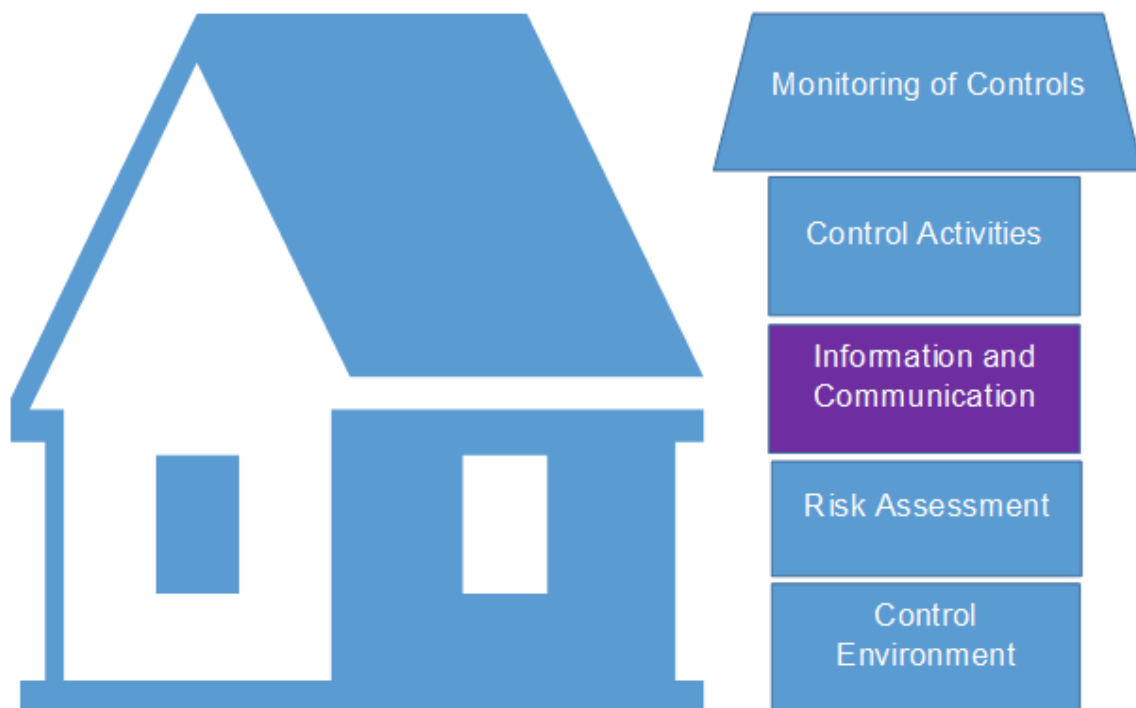 Monitoring of Controls
Control Activities
Information and
Communication
Risk Assessment
Control
Environment